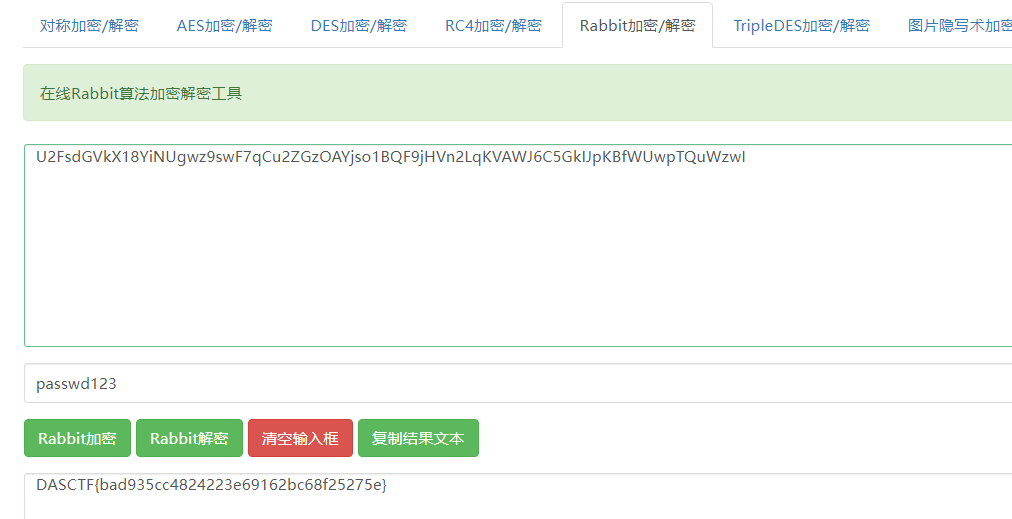 对称加密/解密 AES加密/解密 DES加密/解密 RC4加密/解密 Rabbit加密/解密 TripleDES加密/解密 图片隐写术加密
在线Rabbit算法加密解密工具
U2FsdGVkX18YiNUgwz9swF7qCu2ZGzOAYjso1BQF9jHVn2LqKVAWJ6C5GkIJpKBfWUwpTQuWzwI
passwd123
Rabbit加密 Rabbit解密 清空输入框 复制结果文本
DASCTF{bad935cc4824223e69162bc68f25275e}